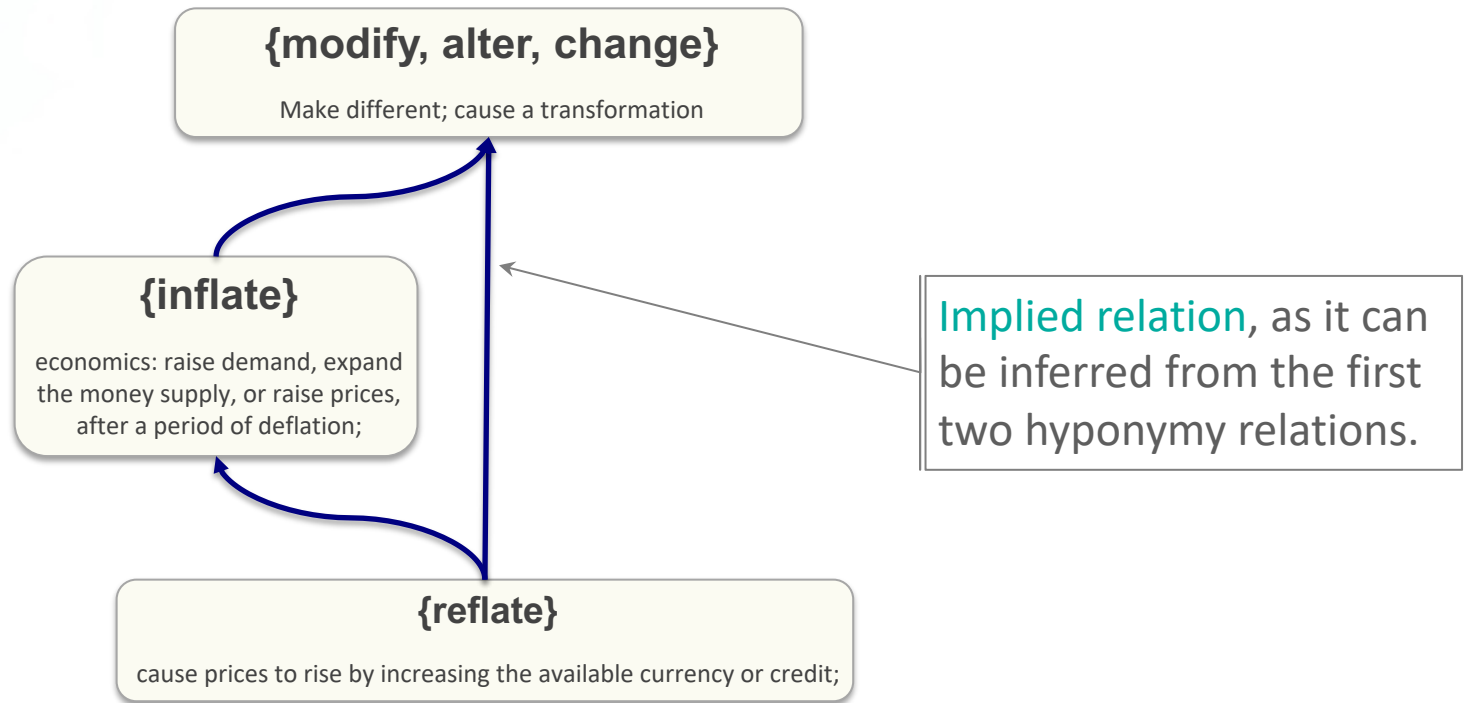 {modify, alter, change}
Make different; cause a transformation
{inflate}
economics: raise demand, expand
the money supply, or raise prices,
after a period of deflation;
Implied relation, as it can
be inferred from the first
two hyponymy relations.
{reflate}
cause prices to rise by increasing the available currency or credit;